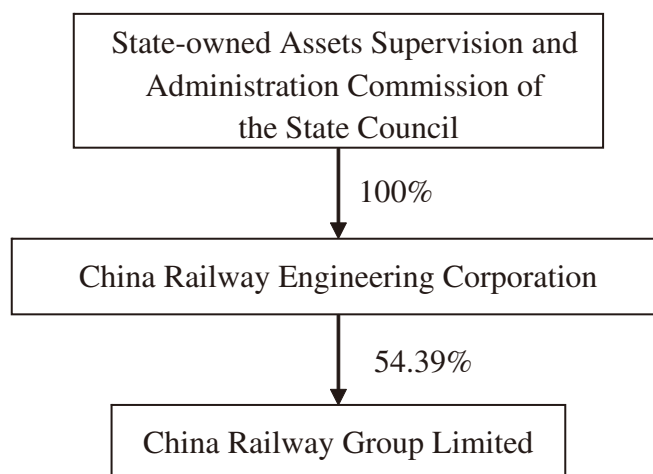 State-owned Assets Supervision and
Administration Commission of
the State Council
100%
China Railway Engineering Corporation
54.39%
China Railway Group Limited